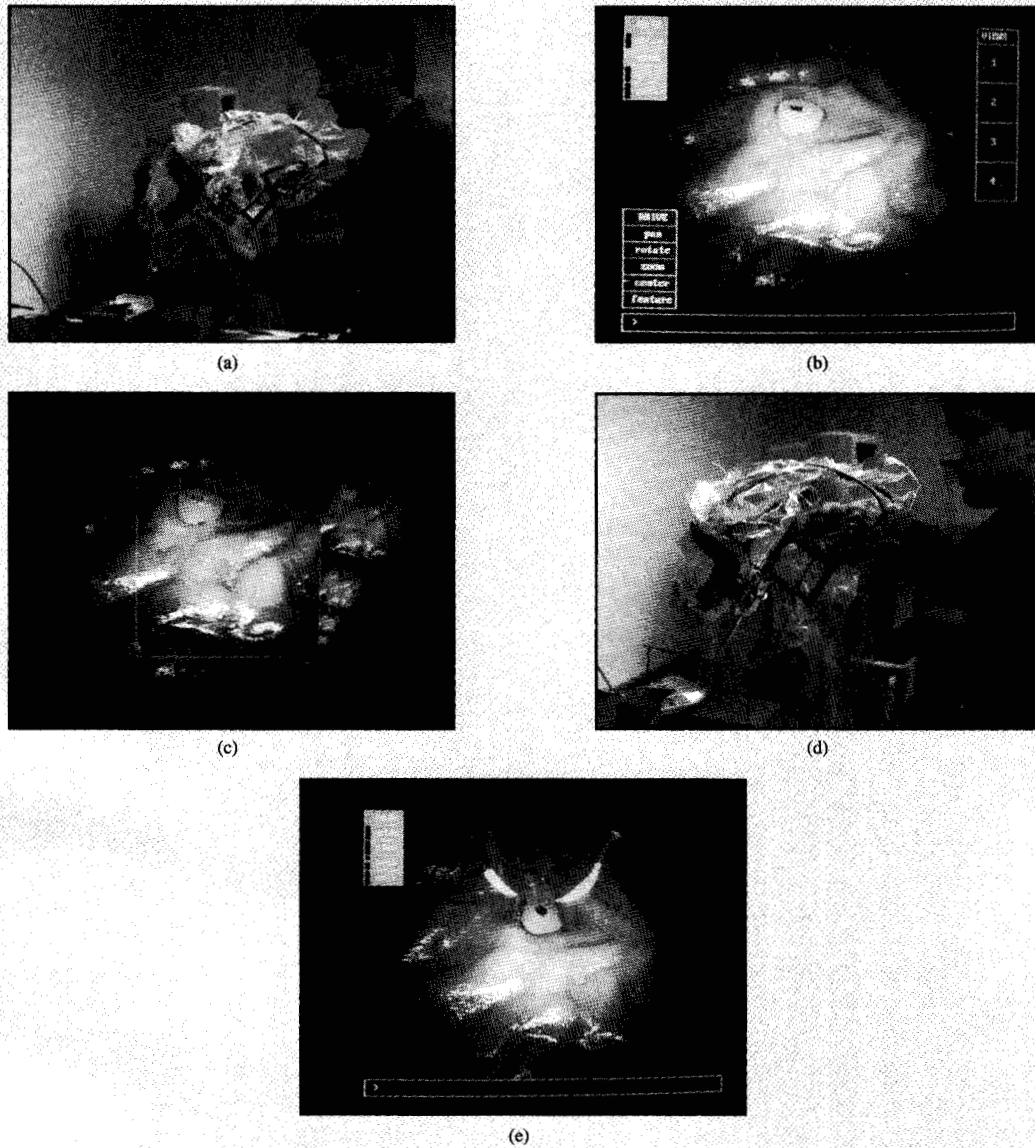 (a)
VIEWS
1
2
3
4
DRIVE
pan
rotate
zoom
center
feature
>
(b)
(c)
(d)
>
(e)